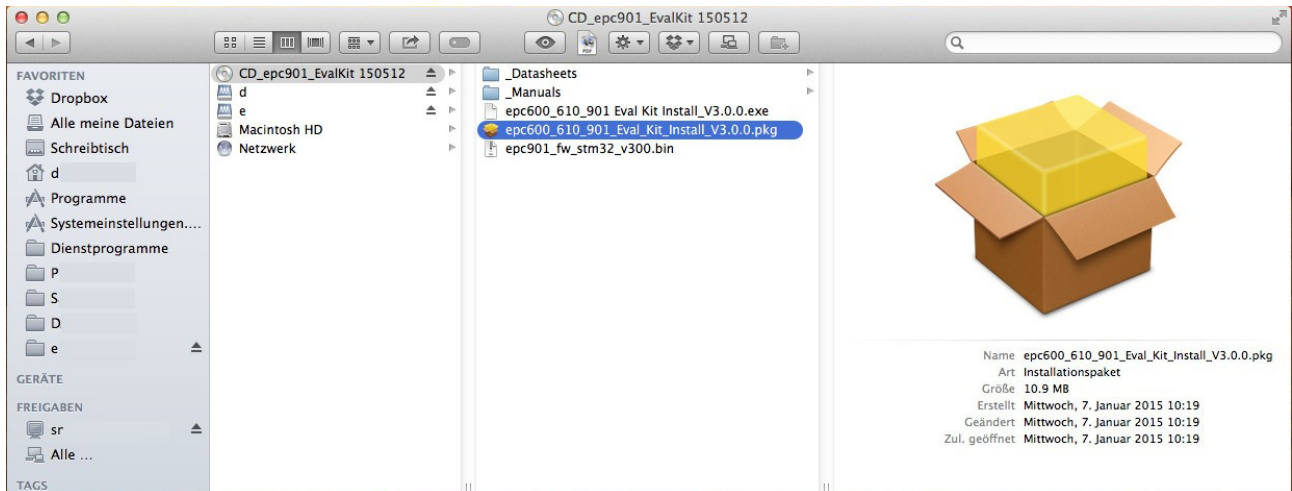 CD_epc901_EvalKit 150512
PDF
FAVORITEN
Dropbox
Alle meine Dateien
Schreibtisch
d
Programme
Systemeinstellungen....
Dienstprogramme
P
S
D
e
GERÄTE
FREIGABEN
sr
Alle ...
TAGS
CD_epc901_EvalKit 150512
d
e
Macintosh HD
Netzwerk
_Datasheets
_Manuals
epc600_610_901 Eval Kit Install_V3.0.0.exe
epc600_610_901_Eval_Kit_Install_V3.0.0.pkg
epc901_fw_stm32_v300.bin
Name epc600_610_901_Eval_Kit_Install_V3.0.0.pkg
Art Installationspaket
Größe 10.9 MB
Erstellt Mittwoch, 7. Januar 2015 10:19
Geändert Mittwoch, 7. Januar 2015 10:19
Zul. geöffnet Mittwoch, 7. Januar 2015 10:19